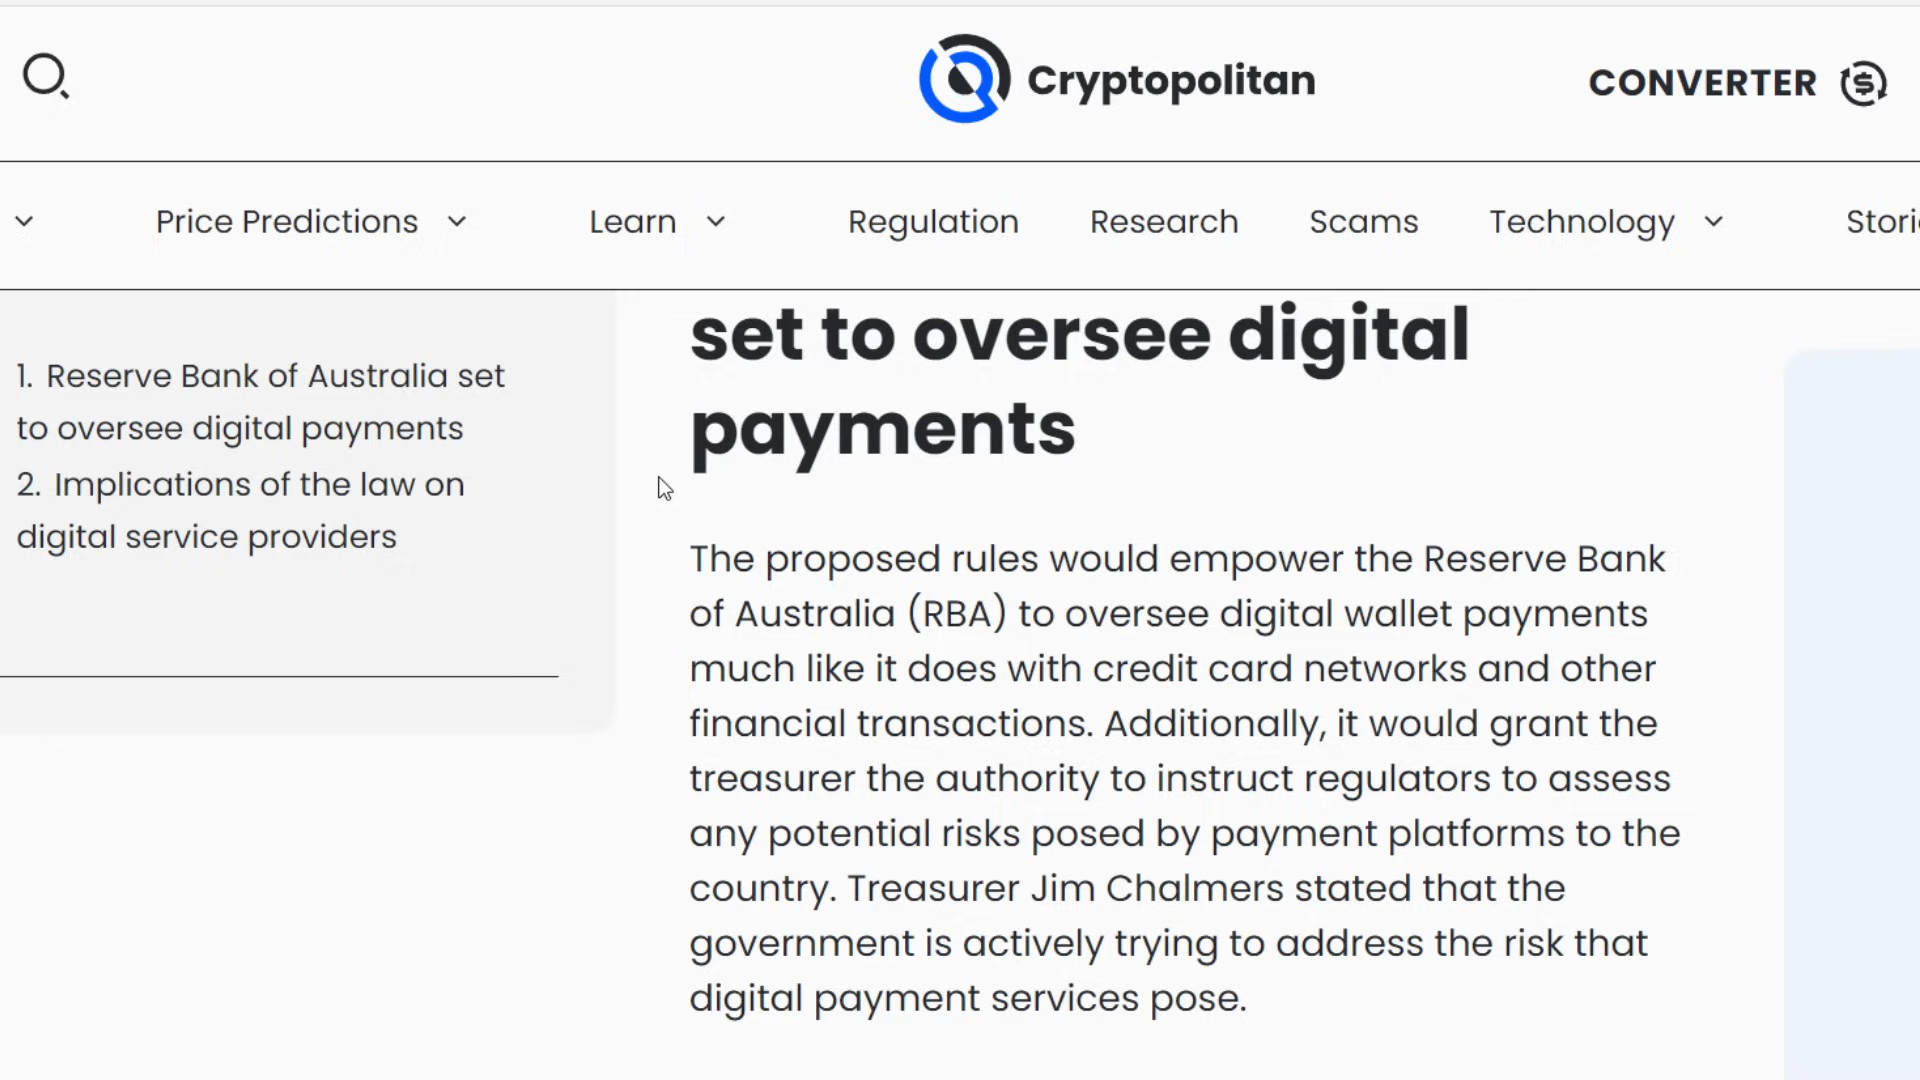 Cryptopolitan
CONVERTER
Price Predictions
Learn
Regulation
Research
Scams
Technology
1. Reserve Bank of Australia set
to oversee digital payments
2. Implications of the law on
digital service providers
set to oversee digital
payments
The proposed rules would empower the Reserve Bank
of Australia (RBA) to oversee digital wallet payments
much like it does with credit card networks and other
financial transactions. Additionally, it would grant the
treasurer the authority to instruct regulators to assess
any potential risks posed by payment platforms to the
country. Treasurer Jim Chalmers stated that the
government is actively trying to address the risk that
digital payment services pose.